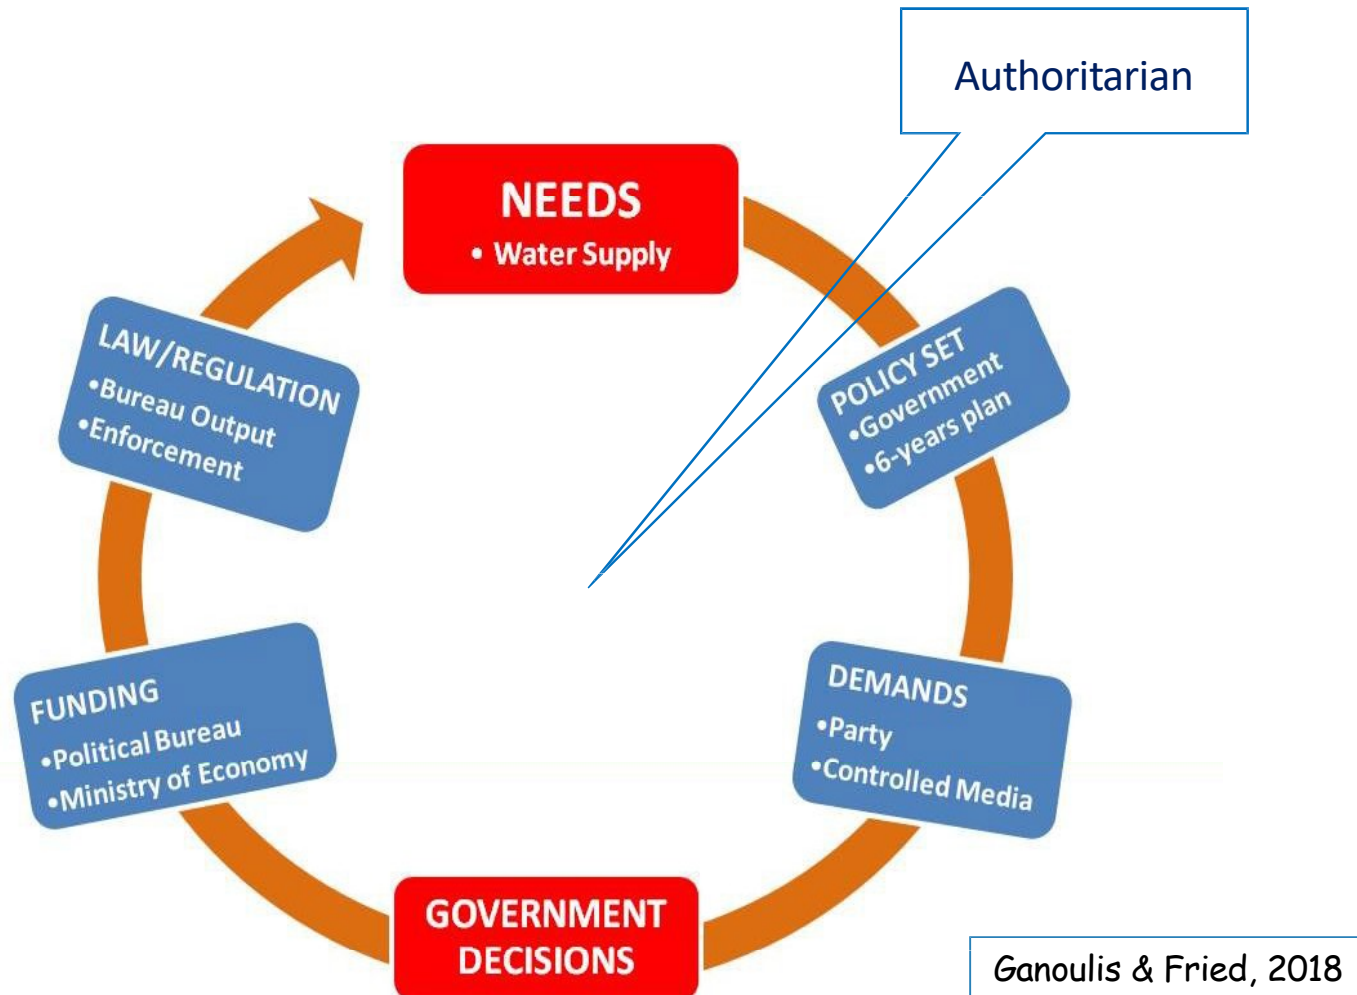 Authoritarian
NEEDS
• Water Supply
POLICY SET
•Government
•6-years plan
DEMANDS
•Party
•Controlled Media
GOVERNMENT
DECISIONS
FUNDING
•Political Bureau
•Ministry of Economy
LAW/REGULATION
•Bureau Output
•Enforcement
Ganoulis & Fried, 2018